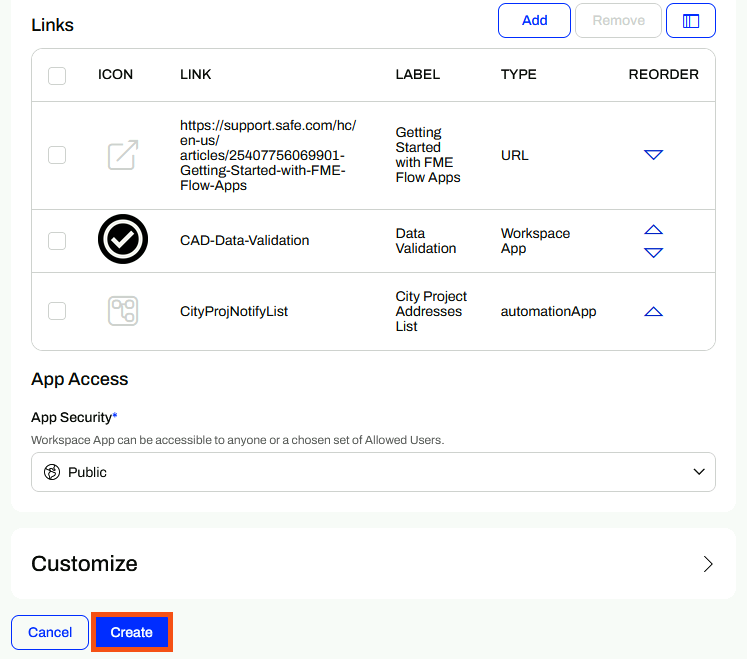 Links
Add
Remove
ICON
LINK
LABEL
TYPE
REORDER
https://support.safe.com/hc/
en-us/
articles/25407756069901-
Getting-Started-with-FME-
Flow-Apps
Getting
Started
with FME
Flow Apps
URL
CAD-Data-Validation
Data
Validation
Workspace
App
CityProjNotifyList
City Project
Addresses
List
automationApp
App Access
App Security*
Workspace App can be accessible to anyone or a chosen set of Allowed Users.
Public
Customize
Cancel
Create